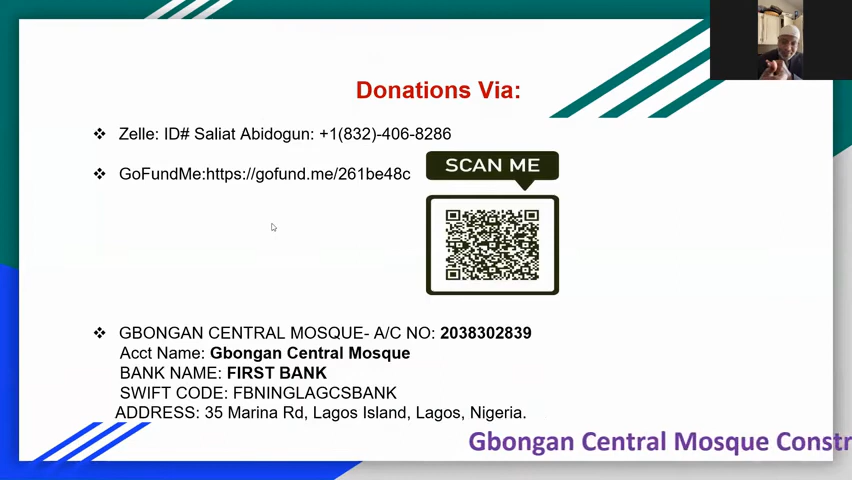 Donations Via:
❖ Zelle: ID# Saliat Abidogun: +1(832)-406-8286
❖ GoFundMe:https://gofund.me/261be48c
SCAN ME
❖ GBONGAN CENTRAL MOSQUE- A/C NO: 2038302839
Acct Name: Gbongan Central Mosque
BANK NAME: FIRST BANK
SWIFT CODE: FBNINGLAGCSBANK
ADDRESS: 35 Marina Rd, Lagos Island, Lagos, Nigeria.
Gbongan Central Mosque Constr